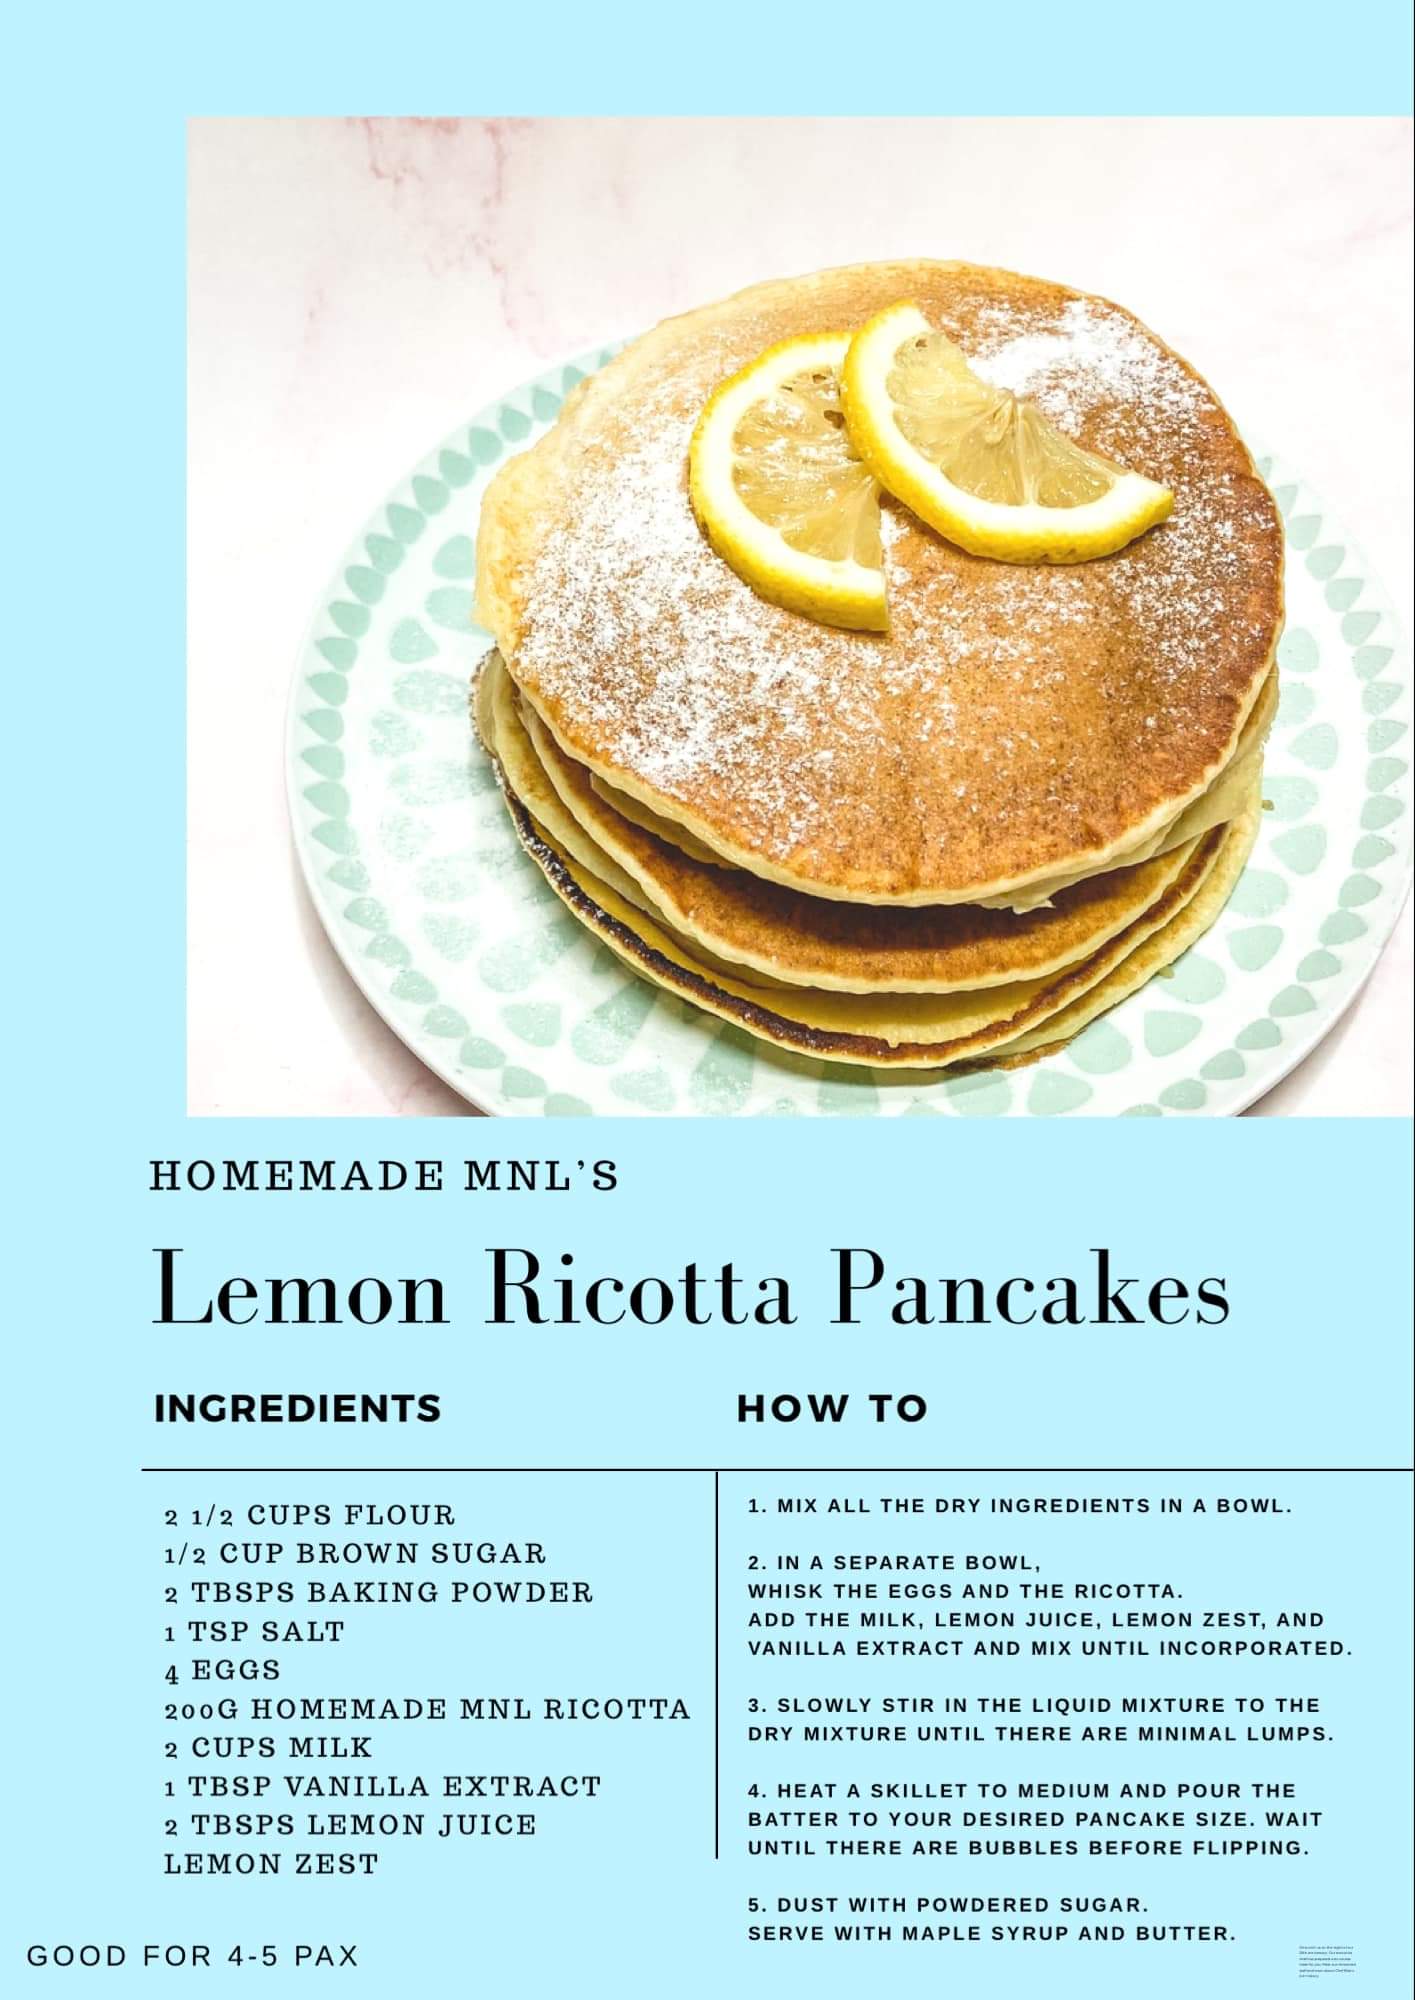 HOMEMADE MNL'S
Lemon Ricotta Pancakes
INGREDIENTS
2 1/2 CUPS FLOUR
1/2 CUP BROWN SUGAR
2 TBSPS BAKING POWDER
1 TSP SALT
4 EGGS
200G HOMEMADE MNL RICOTTA
2 CUPS MILK
1 TBSP VANILLA EXTRACT
2 TBSPS LEMON JUICE
LEMON ZEST
HOW TO
1. MIX ALL THE DRY INGREDIENTS IN A BOWL.
2. IN A SEPARATE BOWL,
WHISK THE EGGS AND THE RICOTTA.
ADD THE MILK, LEMON JUICE, LEMON ZEST, AND
VANILLA EXTRACT AND MIX UNTIL INCORPORATED.
3. SLOWLY STIR IN THE LIQUID MIXTURE TO THE
DRY MIXTURE UNTIL THERE ARE MINIMAL LUMPS.
4. HEAT A SKILLET TO MEDIUM AND POUR THE
BATTER TO YOUR DESIRED PANCAKE SIZE. WAIT
UNTIL THERE ARE BUBBLES BEFORE FLIPPING.
5. DUST WITH POWDERED SUGAR.
SERVE WITH MAPLE SYRUP AND BUTTER.
GOOD FOR 4-5 PAX